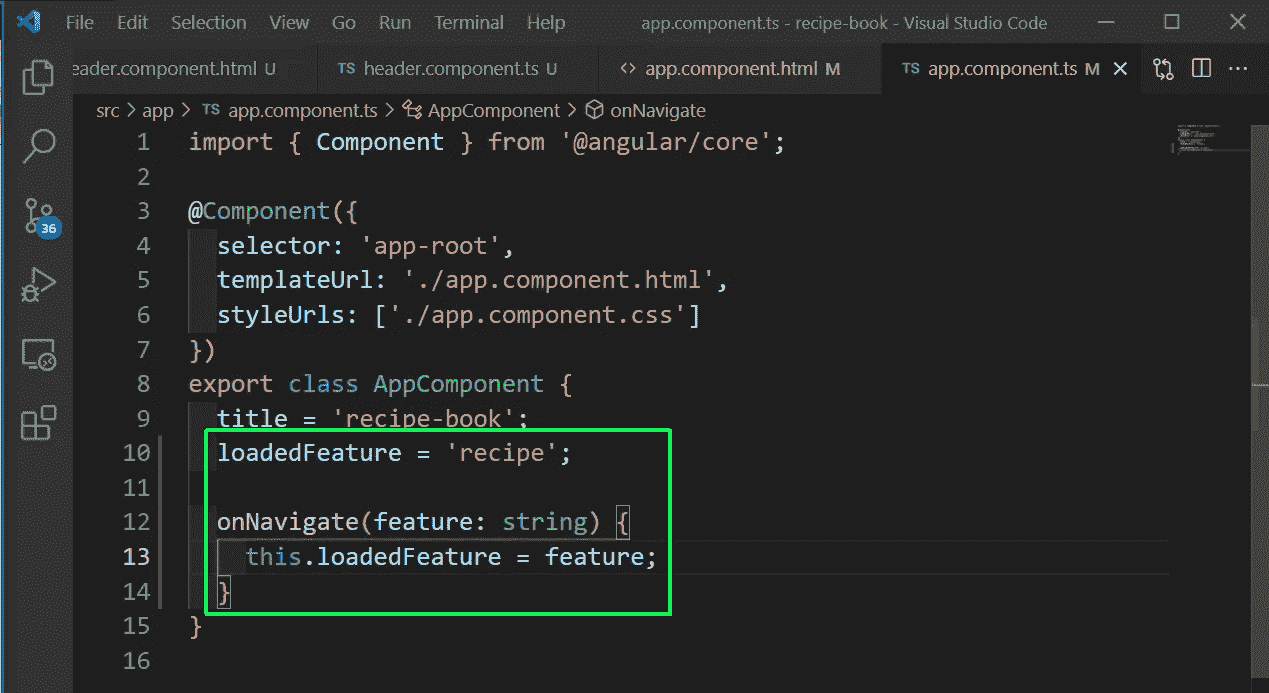 File Edit Selection View Go Run Terminal Help app.component.ts - recipe-book - Visual Studio Code
eader.component.html U TS header.component.ts U <> app.component.html M TS app.component.ts M
src > app > TS app.component.ts > AppComponent > onNavigate
1 import { Component } from '@angular/core';
2
3 @Component({
4 selector: 'app-root',
5 templateUrl: './app.component.html',
6 styleUrls: ['./app.component.css']
7 })
8 export class AppComponent {
9 title = 'recipe-book';
10 loadedFeature = 'recipe';
11
12 onNavigate(feature: string) {
13 this.loadedFeature = feature;
14 }
15 }
16
36